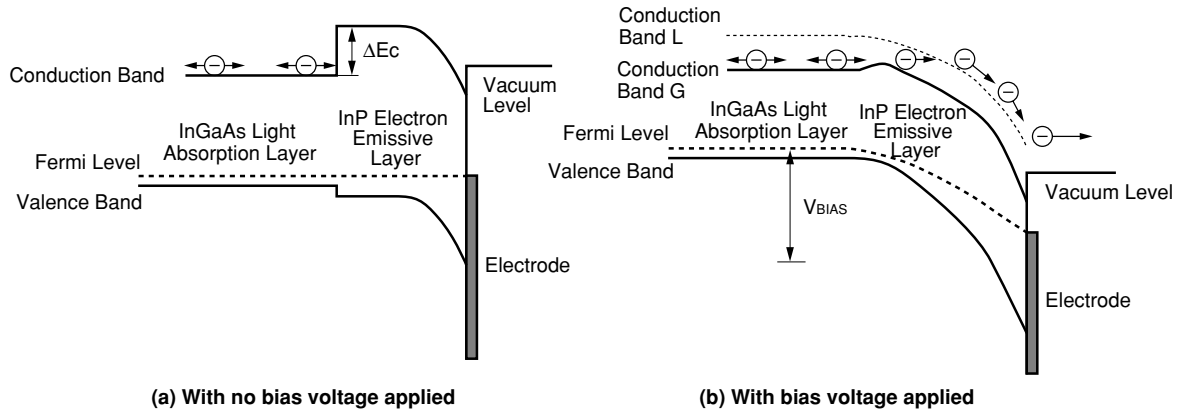 ΔEc
Conduction Band
Vacuum
Level
InGaAs Light
Absorption Layer
InP Electron
Emissive
Layer
Fermi Level
Valence Band
Electrode
(a) With no bias voltage applied
Conduction
Band L
Conduction
Band G
InGaAs Light
Absorption Layer
InP Electron
Emissive
Layer
Fermi Level
Valence Band
VBIAS
Vacuum Level
Electrode
(b) With bias voltage applied